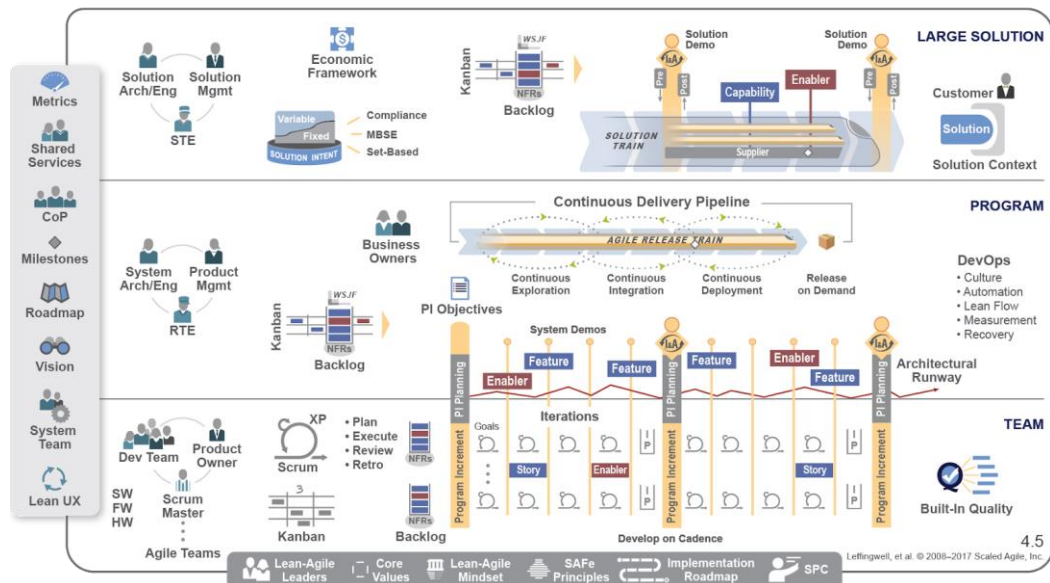 Metrics
Shared
Services
CoP
Milestones
Roadmap
Vision
System
Team
Lean UX
LARGE SOLUTION
Solution
Arch/Eng
Solution
Mgmt
STE
Economic
Framework
Variable
Fixed
SOLUTION INTENT
Compliance
MBSE
Set-Based
Kanban
WSJF
NFRs
Backlog
Solution
Demo
I&A
Pre
Post
Capability
Enabler
Solution
Demo
I&A
Pre
Post
SOLUTION
TRAIN
Supplier
Customer
Solution
Solution Context
PROGRAM
System
Arch/Eng
Product
Mgmt
RTE
Business
Owners
Continuous Delivery Pipeline
AGILE RELEASE TRAIN
Continuous
Exploration
Continuous
Integration
Continuous
Deployment
Release
on Demand
DevOps
• Culture
• Automation
• Lean Flow
• Measurement
• Recovery
Kanban
WSJF
NFRs
Backlog
PI Objectives
System Demos
PI Planning
Enabler
Feature
Feature
I&A
PI Planning
Feature
Enabler
Feature
I&A
PI Planning
Architectural
Runway
TEAM
Dev Team
Product
Owner
Scrum
Master
SW
FW
HW
Agile Teams
XP
Scrum
• Plan
• Execute
• Review
• Retro
3
Kanban
NFRs
NFRs
Backlog
Program Increment
Iterations
Goals
Story
Enabler
I P
I P
Program Increment
Story
I P
I P
Program Increment
Develop on Cadence
Built-In Quality
4.5
Leffingwell, et al. © 2008–2017 Scaled Agile, Inc.
Lean-Agile
Leaders
Core
Values
Lean-Agile
Mindset
SAFe
Principles
Implementation
Roadmap
SPC